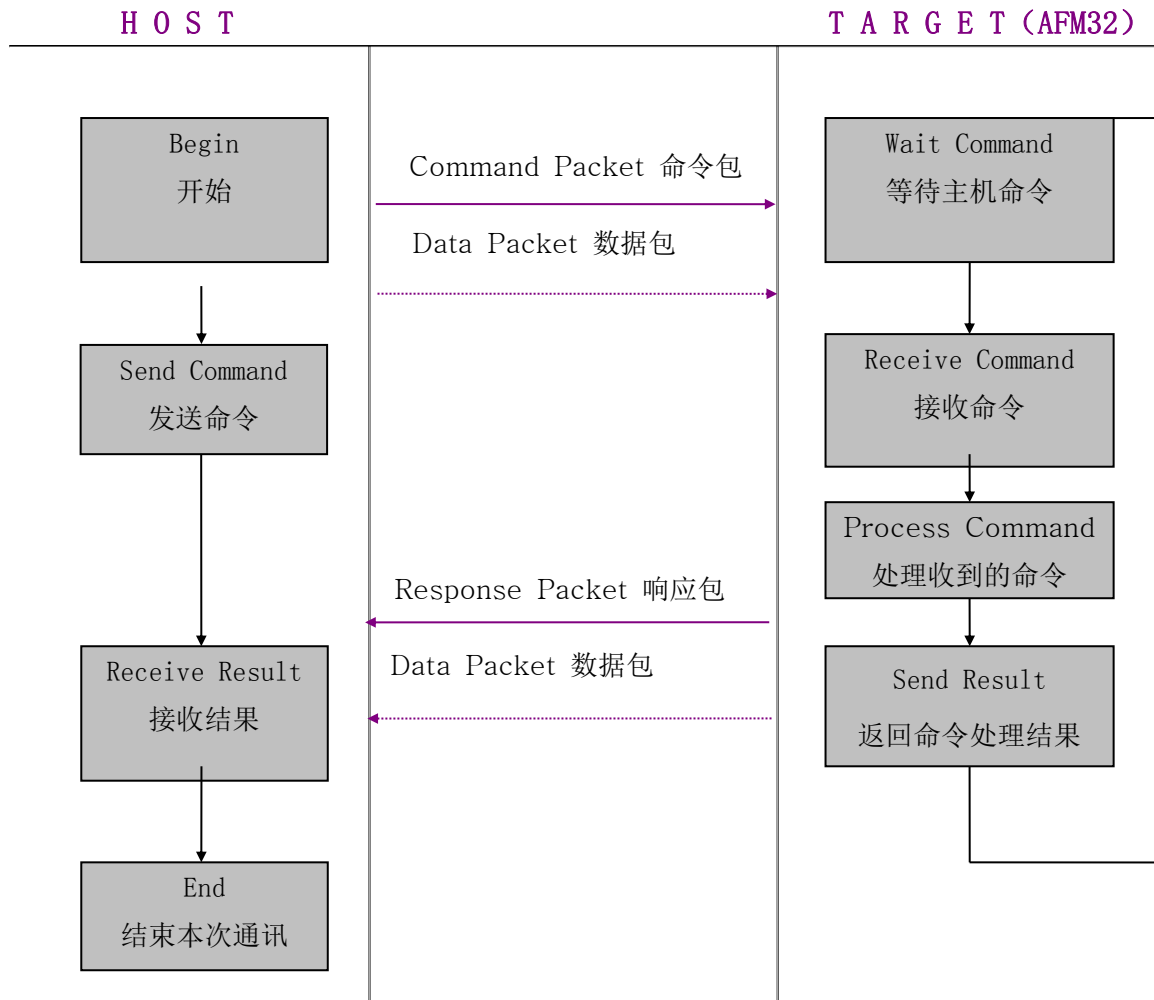 H O S T
T A R G E T (AFM32)
Begin
开始
Send Command
发送命令
Receive Result
接收结果
End
结束本次通讯
Command Packet 命令包
Data Packet 数据包
Response Packet 响应包
Data Packet 数据包
Wait Command
等待主机命令
Receive Command
接收命令
Process Command
处理收到的命令
Send Result
返回命令处理结果